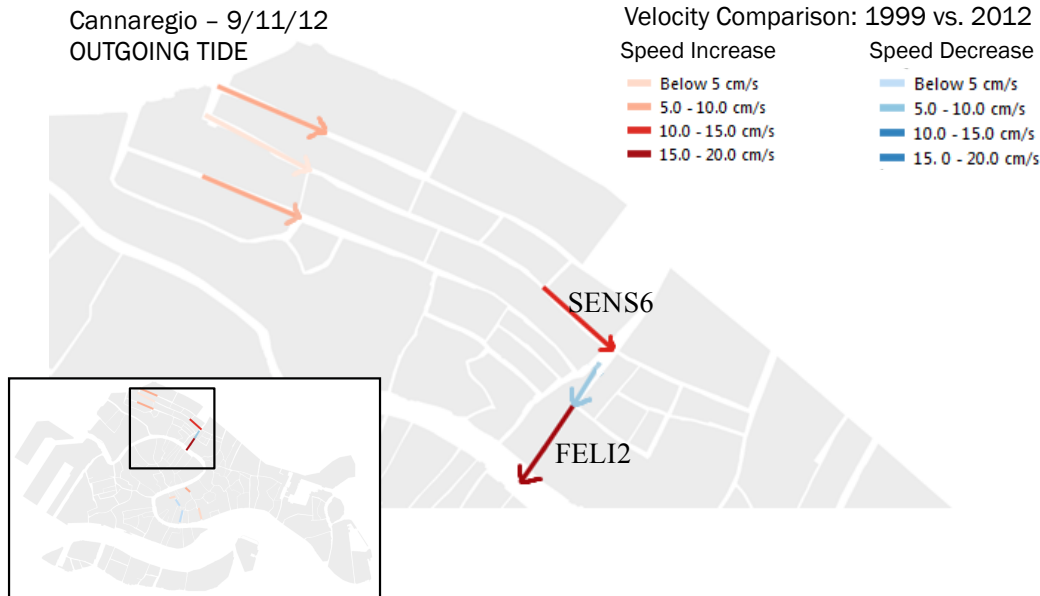 Cannaregio – 9/11/12
OUTGOING TIDE
Velocity Comparison: 1999 vs. 2012
Speed Increase
Below 5 cm/s
5.0 - 10.0 cm/s
10.0 - 15.0 cm/s
15.0 - 20.0 cm/s
Speed Decrease
Below 5 cm/s
5.0 - 10.0 cm/s
10.0 - 15.0 cm/s
15. 0 - 20.0 cm/s
SENS6
FELI2